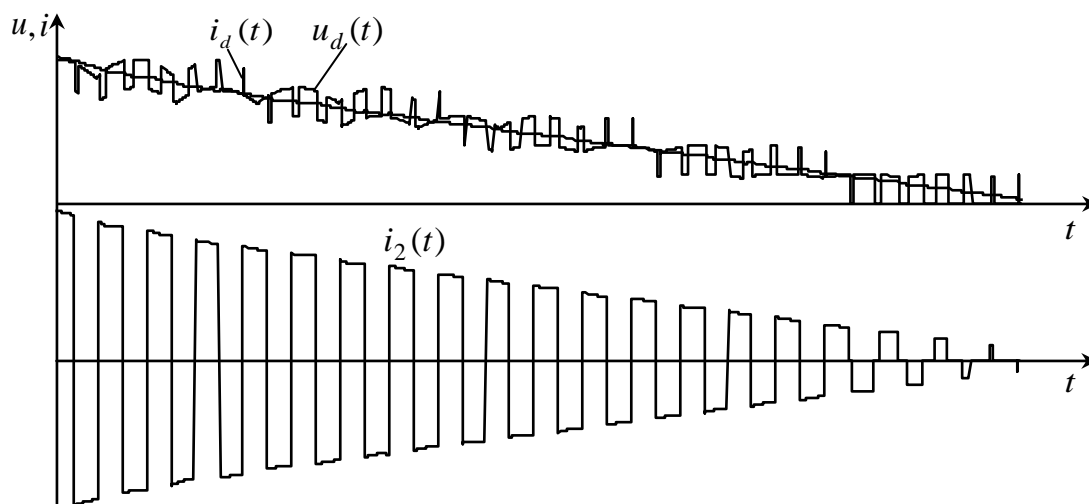 u, i
i_d(t) u_d(t)
t
i_2(t)
t